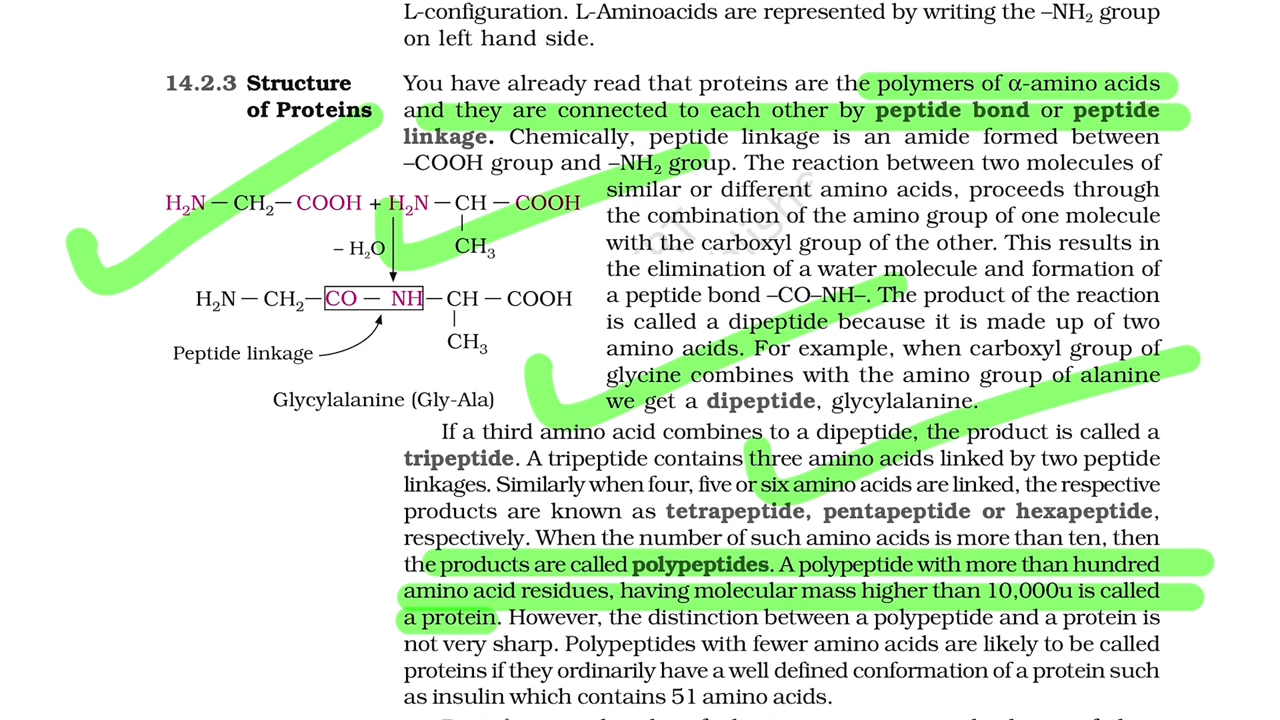 L-configuration. L-Aminoacids are represented by writing the –NH₂ group
on left hand side.
14.2.3 Structure
of Proteins
You have already read that proteins are the polymers of α-amino acids
and they are connected to each other by peptide bond or peptide
linkage. Chemically, peptide linkage is an amide formed between
–COOH group and –NH₂ group. The reaction between two molecules of
similar or different amino acids, proceeds through
the combination of the amino group of one molecule
with the carboxyl group of the other. This results in
the elimination of a water molecule and formation of
a peptide bond –CO–NH–. The product of the reaction
is called a dipeptide because it is made up of two
amino acids. For example, when carboxyl group of
glycine combines with the amino group of alanine
we get a dipeptide, glycylalanine.
H₂N — CH₂— COOH + H₂N — CH — COOH
CH₃
– H₂O
H₂N — CH₂—CO — NH—CH — COOH
CH₃
Peptide linkage
Glycylalanine (Gly-Ala)
If a third amino acid combines to a dipeptide, the product is called a
tripeptide. A tripeptide contains three amino acids linked by two peptide
linkages. Similarly when four, five or six amino acids are linked, the respective
products are known as tetrapeptide, pentapeptide or hexapeptide,
respectively. When the number of such amino acids is more than ten, then
the products are called polypeptides. A polypeptide with more than hundred
amino acid residues, having molecular mass higher than 10,000u is called
a protein. However, the distinction between a polypeptide and a protein is
not very sharp. Polypeptides with fewer amino acids are likely to be called
proteins if they ordinarily have a well defined conformation of a protein such
as insulin which contains 51 amino acids.